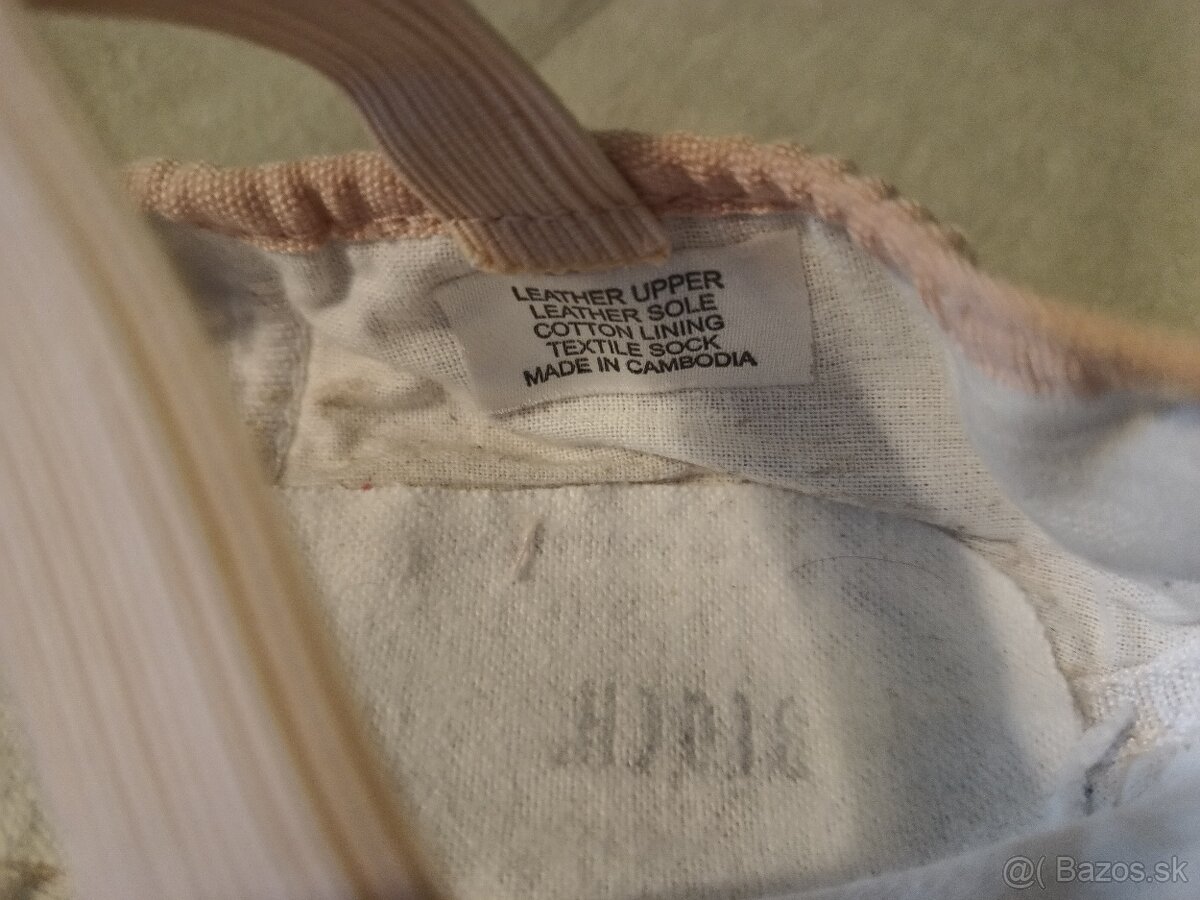 LEATHER UPPER
LEATHER SOLE
COTTON LINING
TEXTILE SOCK
MADE IN CAMBODIA
@( Bazos.sk